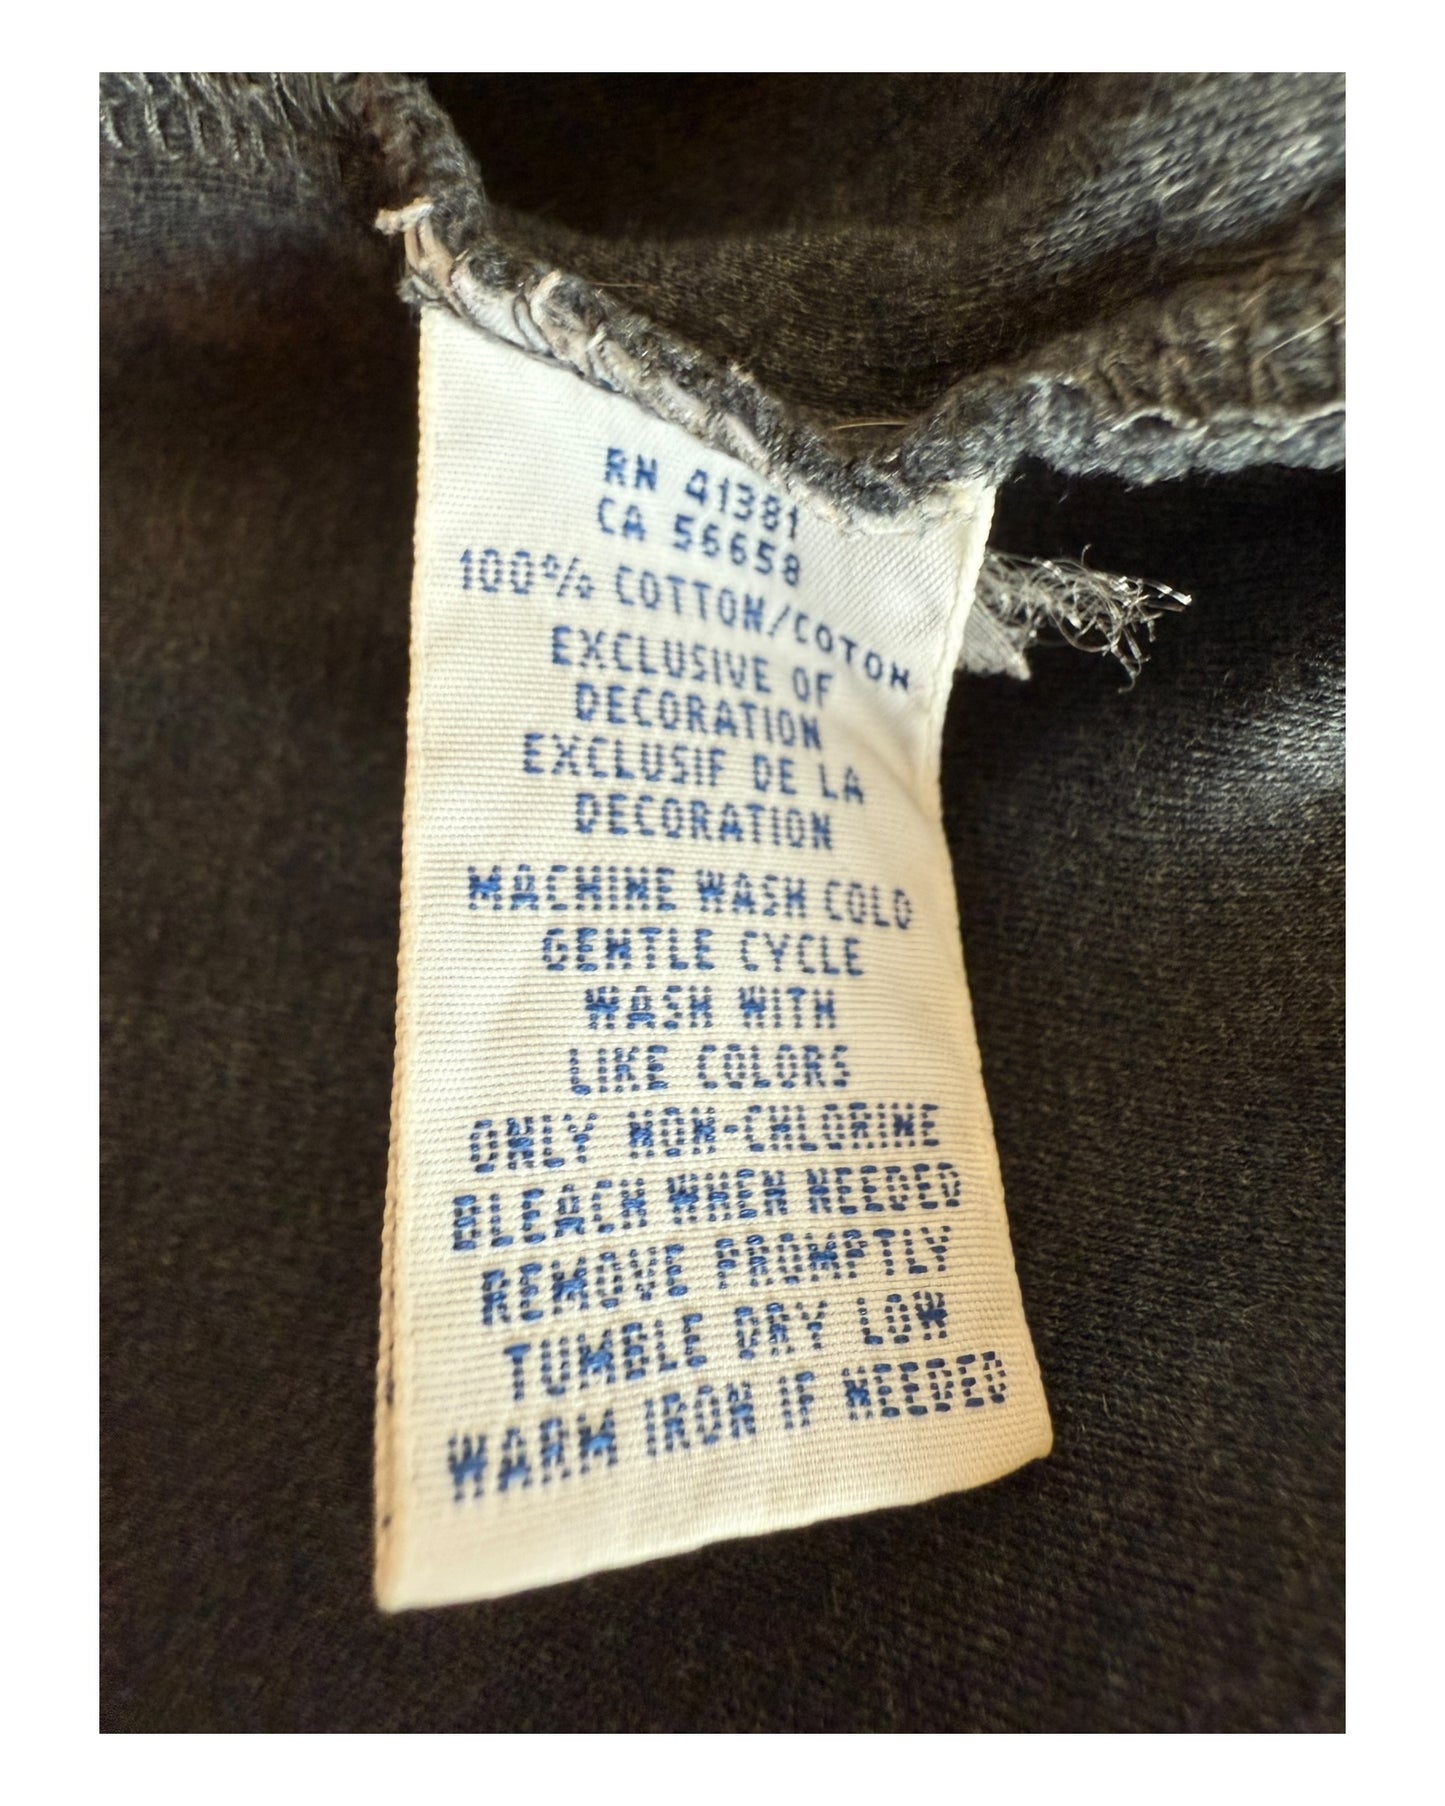 RN 41381
CA 56658
100% COTTON/COTON
EXCLUSIVE OF
DECORATION
EXCLUSIF DE LA
DECORATION
MACHINE WASH COLD
GENTLE CYCLE
WASH WITH
LIKE COLORS
ONLY NON-CHLORINE
BLEACH WHEN NEEDED
REMOVE PROMPTLY
TUMBLE DRY LOW
WARM IRON IF NEEDED